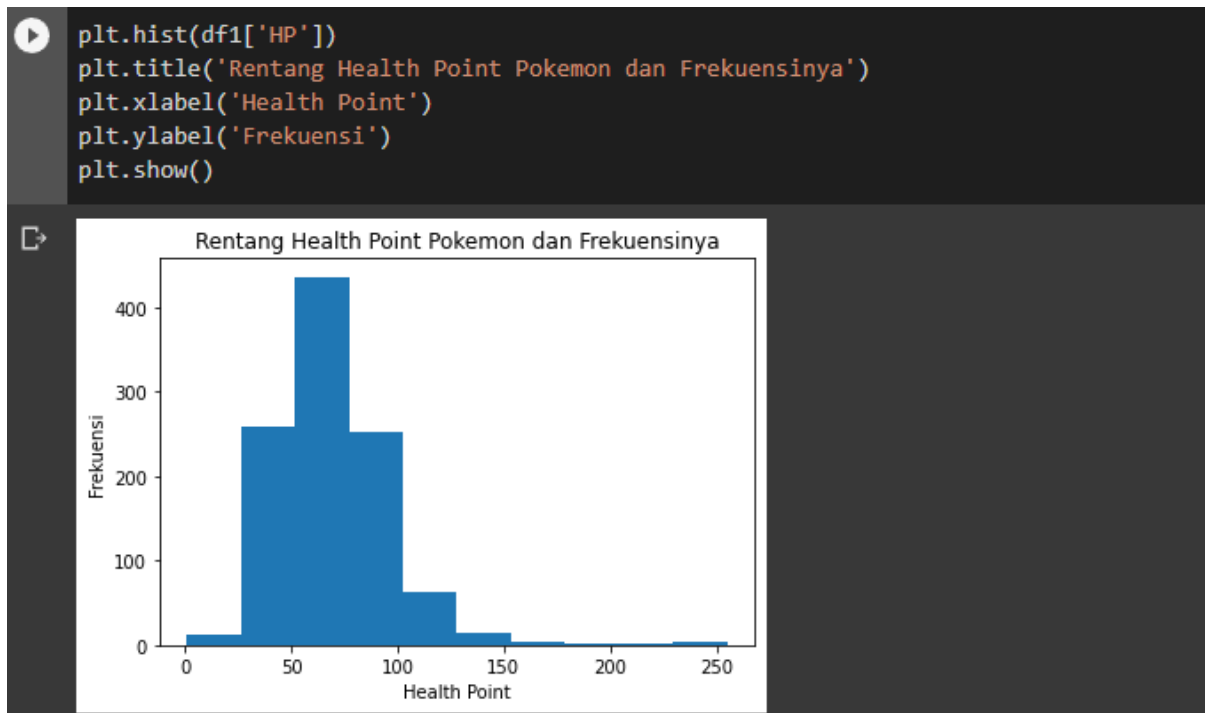 plt.hist(df1['HP'])
plt.title('Rentang Health Point Pokemon dan Frekuensinya')
plt.xlabel('Health Point')
plt.ylabel('Frekuensi')
plt.show()
Rentang Health Point Pokemon dan Frekuensinya
Frekuensi
400
300
200
100
0
0 50 100 150 200 250
Health Point